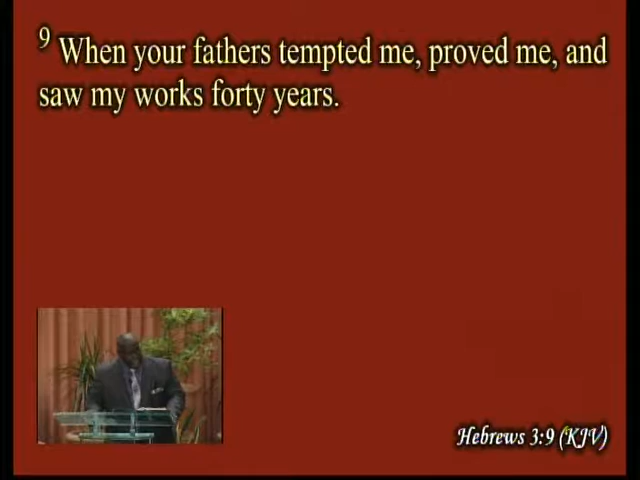 9 When your fathers tempted me, proved me, and
saw my works forty years.
Hebrews 3:9 (KJV)